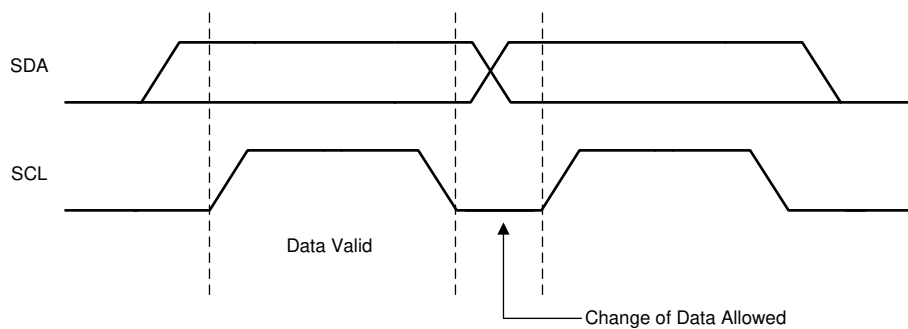 SDA
SCL
Data Valid
Change of Data Allowed